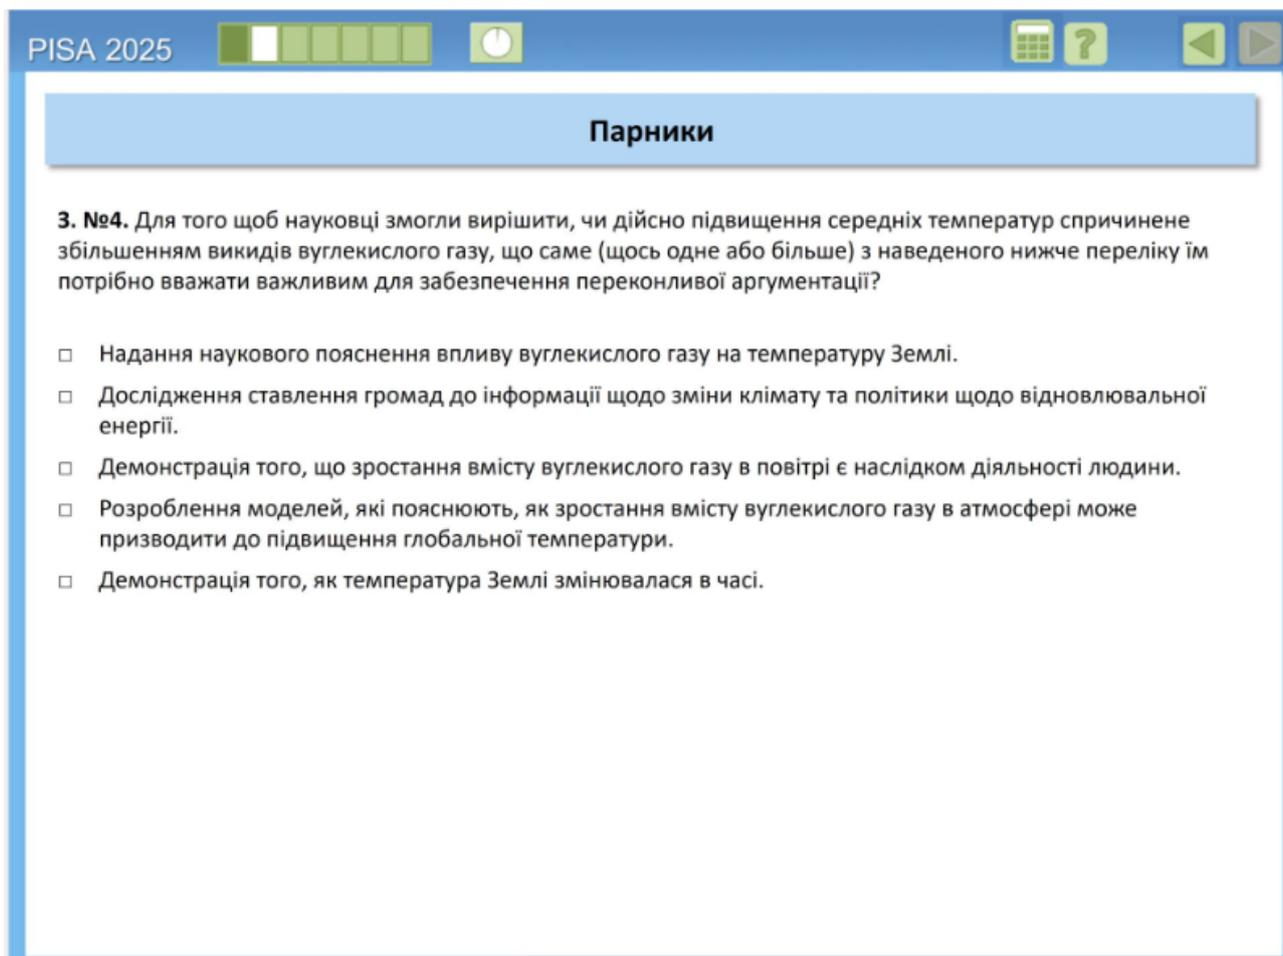 PISA 2025
?
Парники
3. №4. Для того щоб науковці змогли вирішити, чи дійсно підвищення середніх температур спричинене
збільшенням викидів вуглекислого газу, що саме (щось одне або більше) з наведеного нижче переліку їм
потрібно вважати важливим для забезпечення переконливої аргументації?
□ Надання наукового пояснення впливу вуглекислого газу на температуру Землі.
□ Дослідження ставлення громад до інформації щодо зміни клімату та політики щодо відновлювальної
енергії.
□ Демонстрація того, що зростання вмісту вуглекислого газу в повітрі є наслідком діяльності людини.
□ Розроблення моделей, які пояснюють, як зростання вмісту вуглекислого газу в атмосфері може
призводити до підвищення глобальної температури.
□ Демонстрація того, як температура Землі змінювалася в часі.